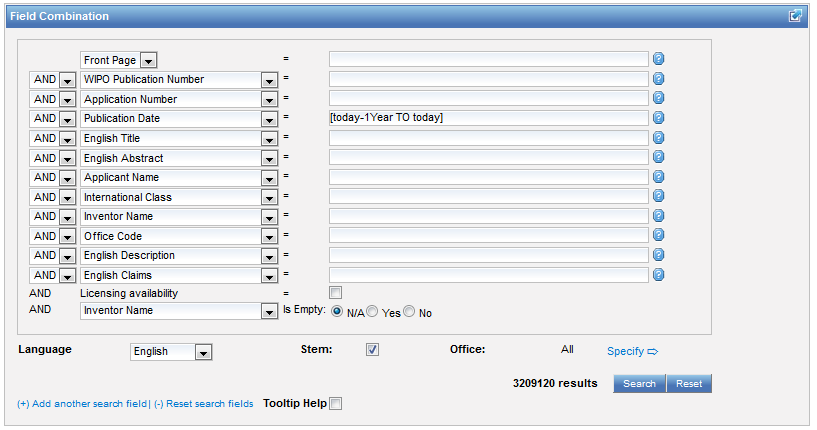 Field Combination
Front Page =
AND WIPO Publication Number =
AND Application Number =
AND Publication Date = [today-1Year TO today]
AND English Title =
AND English Abstract =
AND Applicant Name =
AND International Class =
AND Inventor Name =
AND Office Code =
AND English Description =
AND English Claims =
AND Licensing availability =
AND Inventor Name Is Empty: N/A Yes No
Language English Stem: Office: All Specify ⇨
3209120 results Search Reset
(+) Add another search field | (-) Reset search fields Tooltip Help